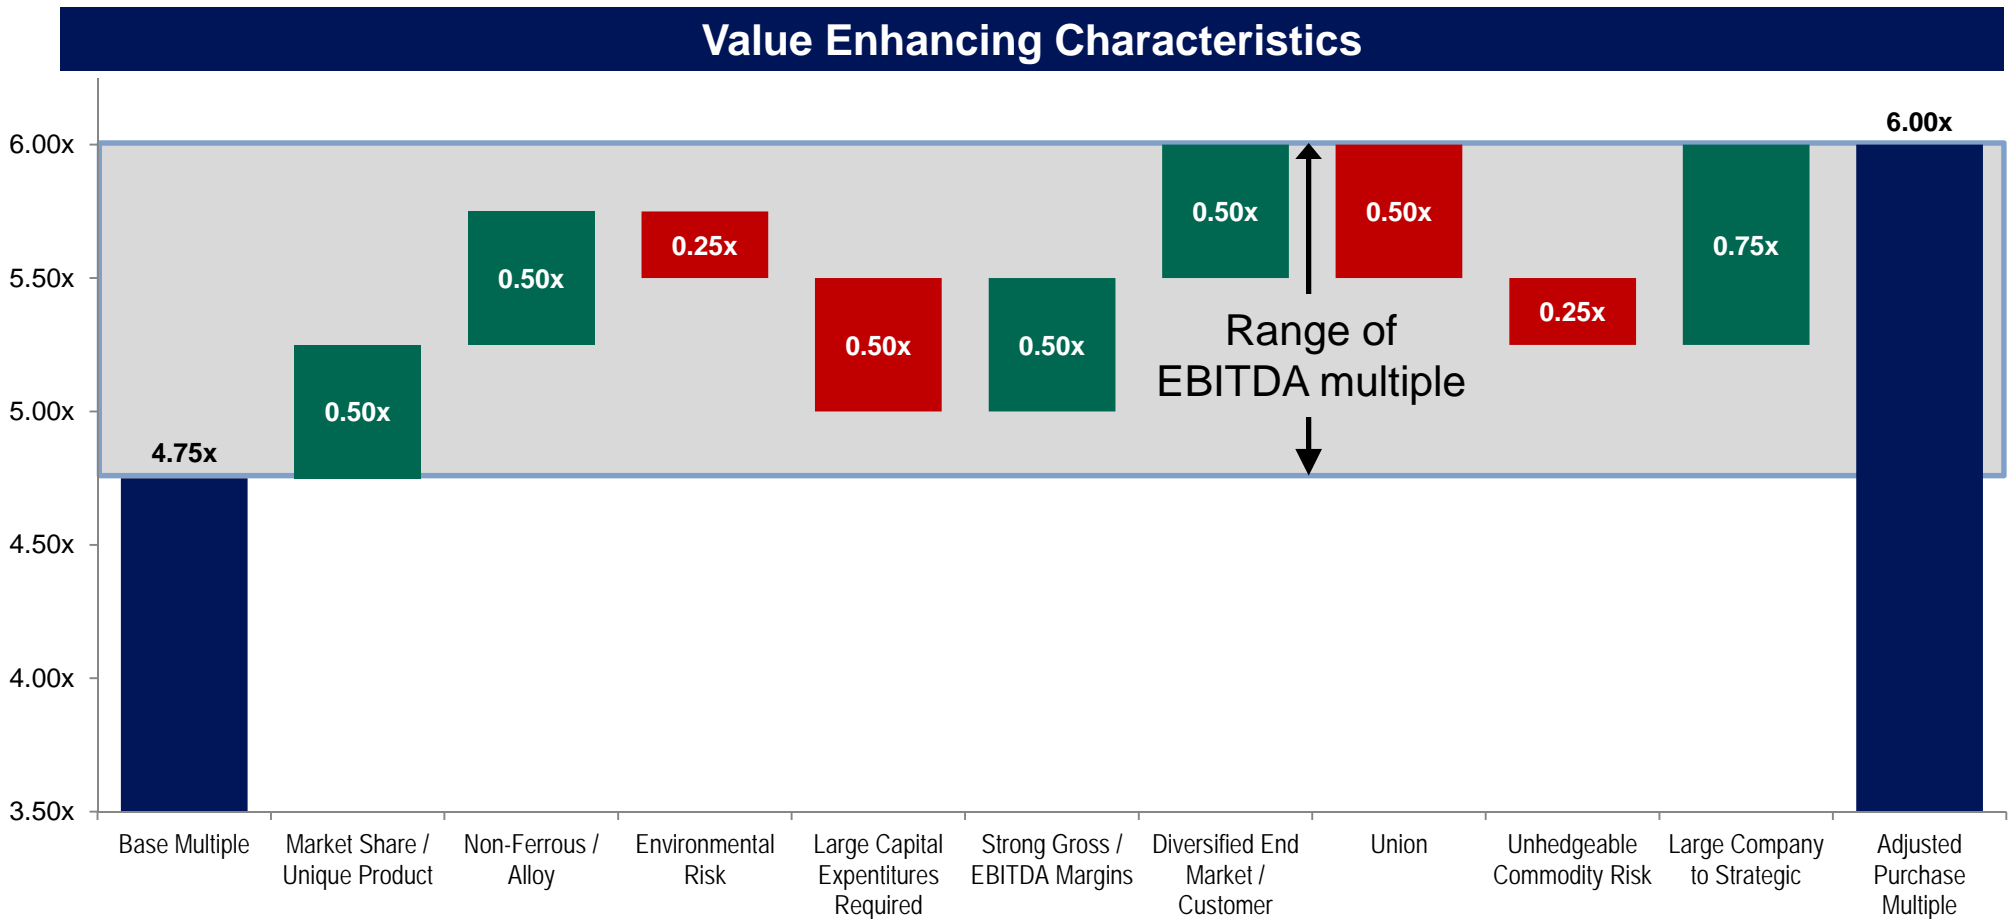 Value Enhancing Characteristics
6.00x
5.50x
5.00x
4.50x
4.00x
3.50x
4.75x
0.50x
0.50x
0.25x
0.50x
0.50x
0.50x
0.50x
0.25x
0.75x
6.00x
Range of
EBITDA multiple
Base Multiple
Market Share /
Unique Product
Non-Ferrous /
Alloy
Environmental
Risk
Large Capital
Expentitures
Required
Strong Gross /
EBITDA Margins
Diversified End
Market /
Customer
Union
Unhedgeable
Commodity Risk
Large Company
to Strategic
Adjusted
Purchase
Multiple